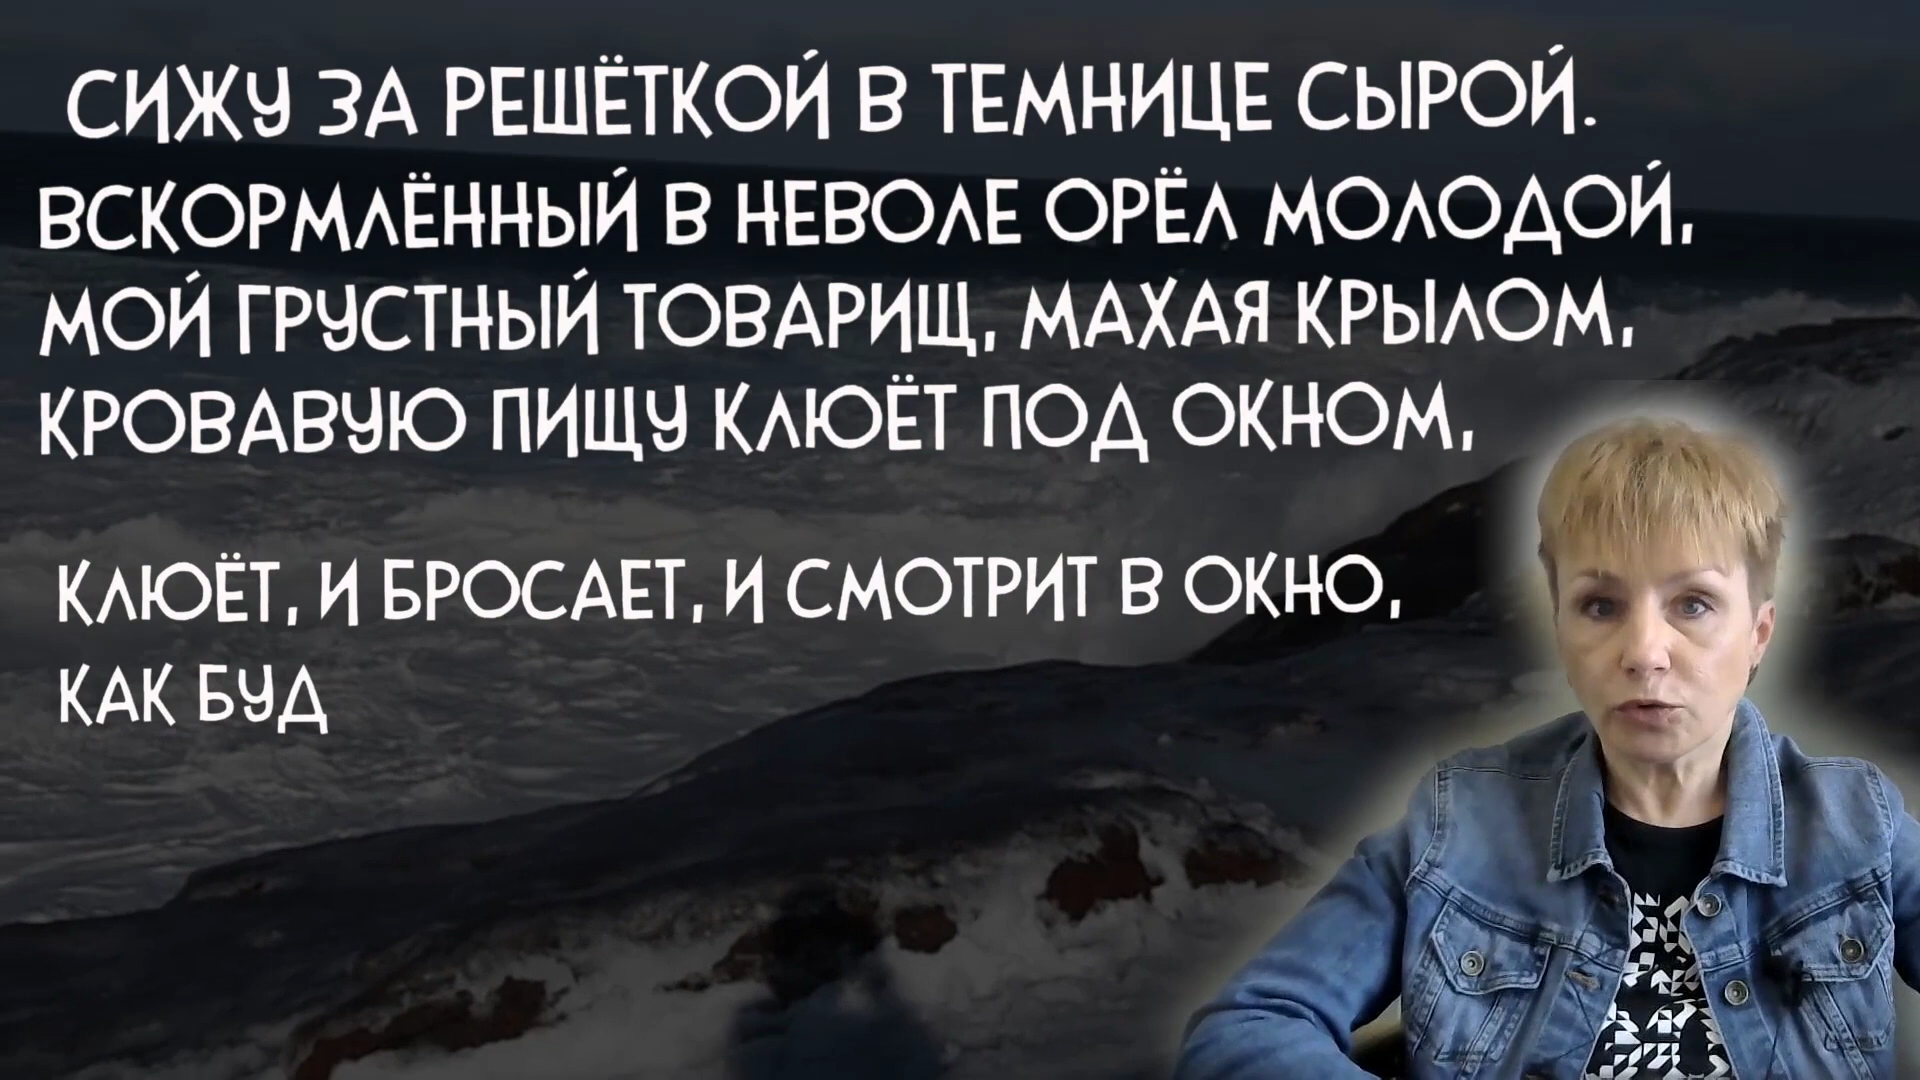 СИЖУ ЗА РЕШЁТКОЙ В ТЕМНИЦЕ СЫРОЙ.
ВСКОРМЛЁННЫЙ В НЕВОЛЕ ОРЁЛ МОЛОДОЙ,
МОЙ ГРУСТНЫЙ ТОВАРИЩ, МАХАЯ КРЫЛОМ,
КРОВАВУЮ ПИЩУ КЛЮЁТ ПОД ОКНОМ,
КЛЮЁТ, И БРОСАЕТ, И СМОТРИТ В ОКНО,
КАК БУД